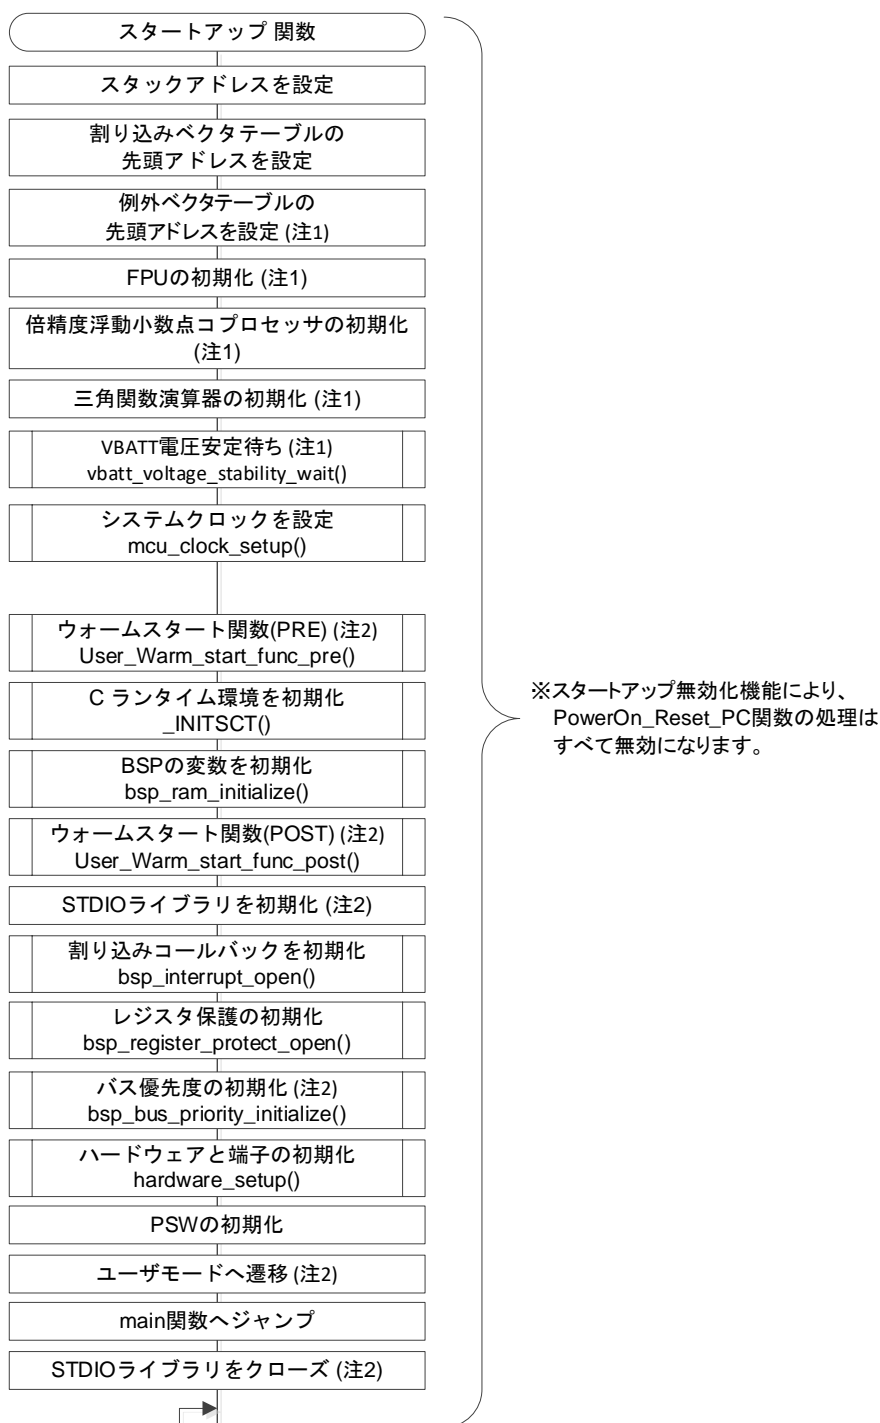 スタートアップ 関数
スタックアドレスを設定
割り込みベクタテーブルの
先頭アドレスを設定
例外ベクタテーブルの
先頭アドレスを設定 (注1)
FPUの初期化 (注1)
倍精度浮動小数点コプロセッサの初期化
(注1)
三角関数演算器の初期化 (注1)
VBATT電圧安定待ち (注1)
vbatt_voltage_stability_wait()
システムクロックを設定
mcu_clock_setup()
ウォームスタート関数(PRE) (注2)
User_Warm_start_func_pre()
C ランタイム環境を初期化
_INITSCT()
BSPの変数を初期化
bsp_ram_initialize()
ウォームスタート関数(POST) (注2)
User_Warm_start_func_post()
STDIOライブラリを初期化 (注2)
割り込みコールバックを初期化
bsp_interrupt_open()
レジスタ保護の初期化
bsp_register_protect_open()
バス優先度の初期化 (注2)
bsp_bus_priority_initialize()
ハードウェアと端子の初期化
hardware_setup()
PSWの初期化
ユーザモードへ遷移 (注2)
main関数へジャンプ
STDIOライブラリをクローズ (注2)
※スタートアップ無効化機能により、
PowerOn_Reset_PC関数の処理は
すべて無効になります。